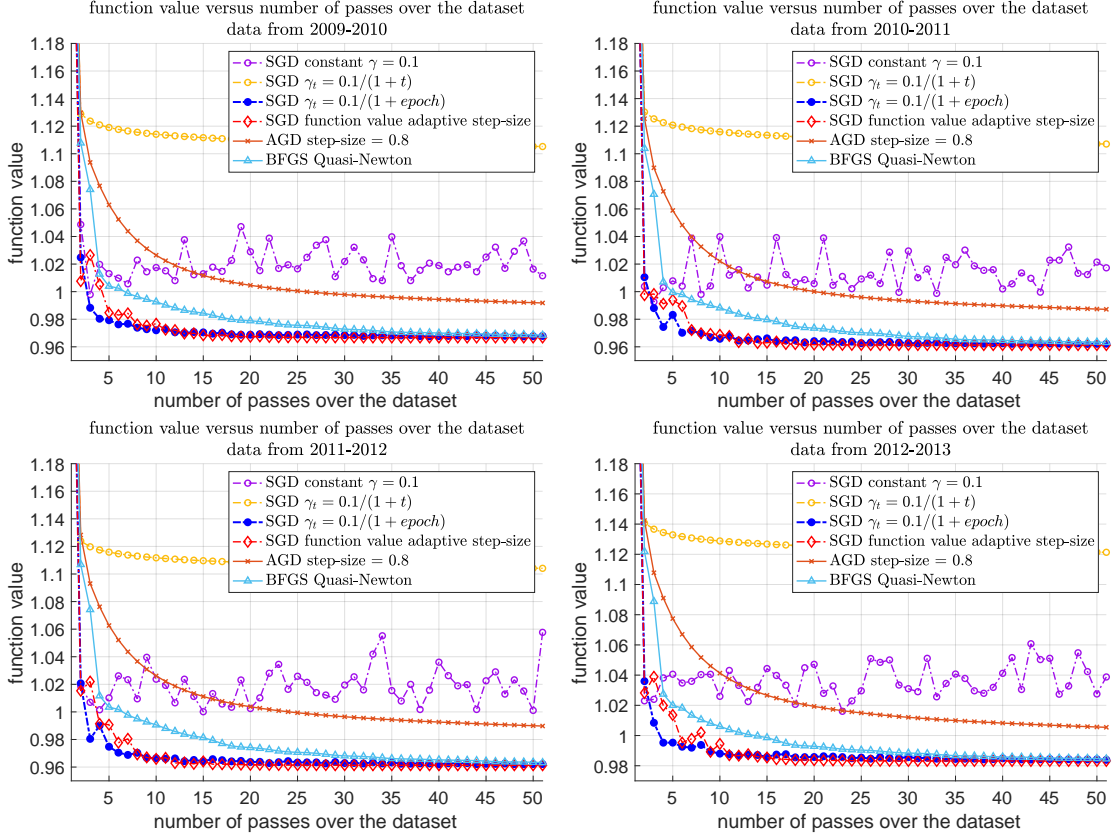 function value versus number of passes over the dataset
data from 2009-2010
1.18
1.16
1.14
1.12
1.1
1.08
1.06
1.04
1.02
1
0.98
0.96
function value
SGD constant γ = 0.1
SGD γt = 0.1/(1 + t)
SGD γt = 0.1/(1 + epoch)
SGD function value adaptive step-size
AGD step-size = 0.8
BFGS Quasi-Newton
5 10 15 20 25 30 35 40 45 50
number of passes over the dataset
function value versus number of passes over the dataset
data from 2010-2011
1.18
1.16
1.14
1.12
1.1
1.08
1.06
1.04
1.02
1
0.98
0.96
function value
SGD constant γ = 0.1
SGD γt = 0.1/(1 + t)
SGD γt = 0.1/(1 + epoch)
SGD function value adaptive step-size
AGD step-size = 0.8
BFGS Quasi-Newton
5 10 15 20 25 30 35 40 45 50
number of passes over the dataset
function value versus number of passes over the dataset
data from 2011-2012
1.18
1.16
1.14
1.12
1.1
1.08
1.06
1.04
1.02
1
0.98
0.96
function value
SGD constant γ = 0.1
SGD γt = 0.1/(1 + t)
SGD γt = 0.1/(1 + epoch)
SGD function value adaptive step-size
AGD step-size = 0.8
BFGS Quasi-Newton
5 10 15 20 25 30 35 40 45 50
number of passes over the dataset
function value versus number of passes over the dataset
data from 2012-2013
1.18
1.16
1.14
1.12
1.1
1.08
1.06
1.04
1.02
1
0.98
function value
SGD constant γ = 0.1
SGD γt = 0.1/(1 + t)
SGD γt = 0.1/(1 + epoch)
SGD function value adaptive step-size
AGD step-size = 0.8
BFGS Quasi-Newton
5 10 15 20 25 30 35 40 45 50
number of passes over the dataset